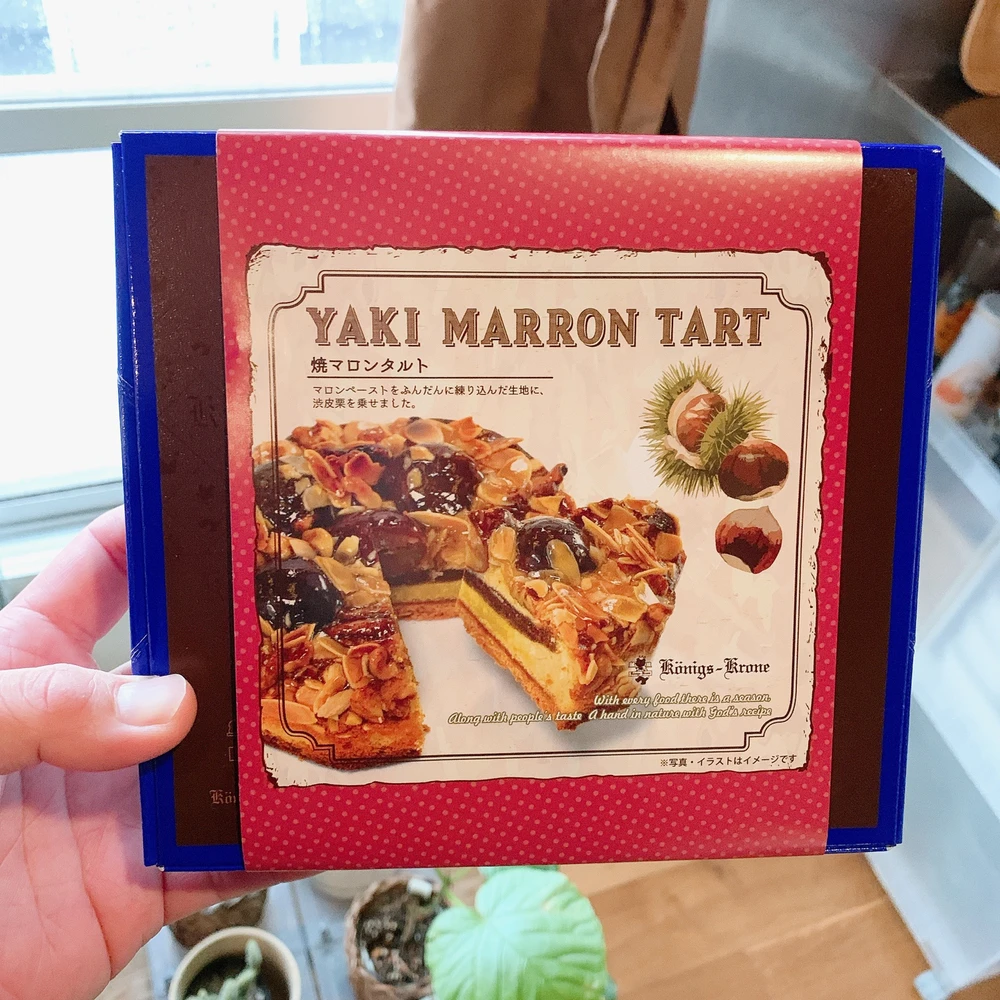 YAKI MARRON TART
焼マロンタルト
マロンペーストをふんだんに練り込んだ生地に、
渋皮栗を乗せました。
Königs-Krone
With every food there is a season,
Along with people's taste A hand in nature with God's recipe
※写真・イラストはイメージです
Kön